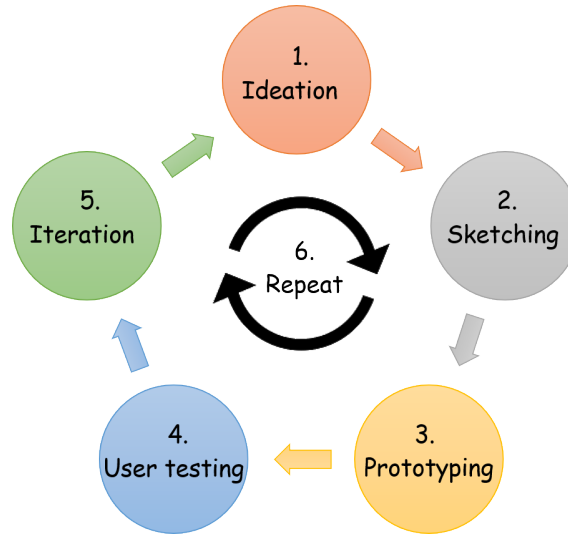 1.
Ideation
2.
Sketching
3.
Prototyping
4.
User testing
5.
Iteration
6.
Repeat